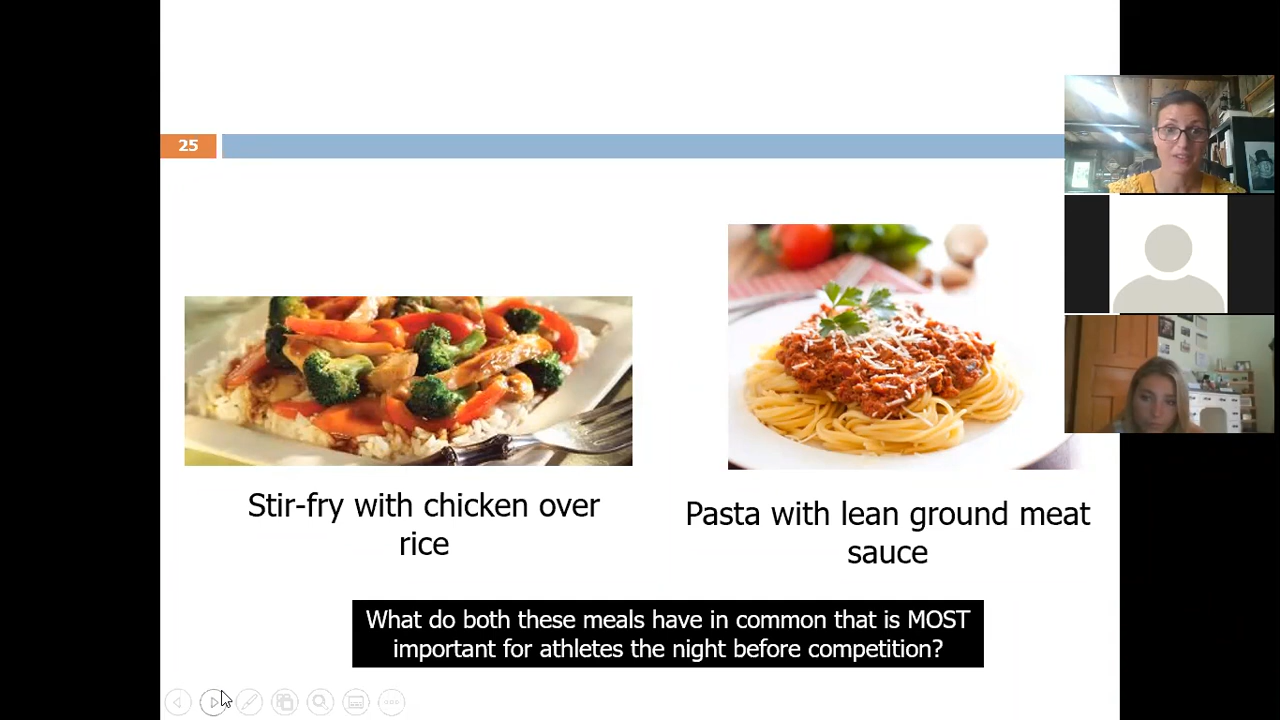 25
Stir-fry with chicken over
rice
Pasta with lean ground meat
sauce
What do both these meals have in common that is MOST
important for athletes the night before competition?